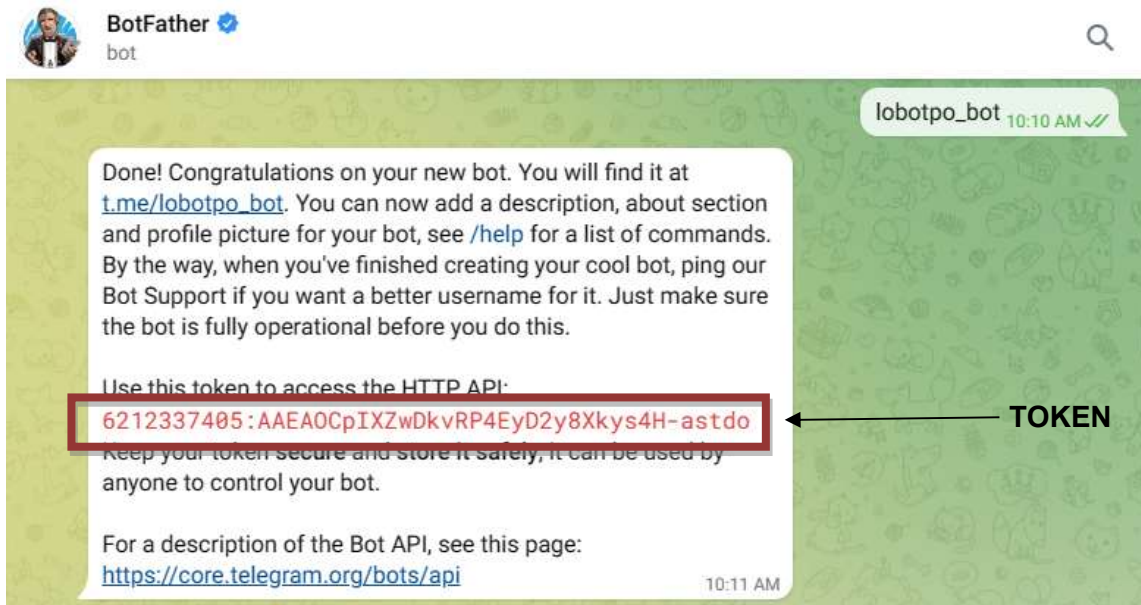 BotFather
bot
lobotpo_bot 10:10 AM
Done! Congratulations on your new bot. You will find it at
t.me/lobotpo_bot. You can now add a description, about section
and profile picture for your bot, see /help for a list of commands.
By the way, when you've finished creating your cool bot, ping our
Bot Support if you want a better username for it. Just make sure
the bot is fully operational before you do this.
Use this token to access the HTTP API:
6212337405:AAEAOCpIXZwDkvRP4EyD2y8Xkys4H-astdo
TOKEN
Keep your token secure and store it safely, it can be used by
anyone to control your bot.
For a description of the Bot API, see this page:
https://core.telegram.org/bots/api
10:11 AM